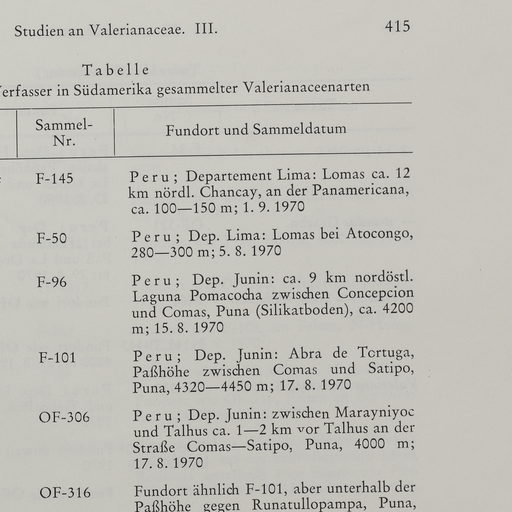 Studien an Valerianaceae. III. 415
Tabelle
erfasser in Südamerika gesammelter Valerianaceenarten
Sammel-
Nr.
Fundort und Sammeldatum
F-145 Peru; Departement Lima: Lomas ca. 12
km nördl. Chancay, an der Panamericana,
ca. 100—150 m; 1. 9. 1970
F-50 Peru; Dep. Lima: Lomas bei Atocongo,
280—300 m; 5. 8. 1970
F-96 Peru; Dep. Junin: ca. 9 km nordöstl.
Laguna Pomacocha zwischen Concepcion
und Comas, Puna (Silikatboden), ca. 4200
m; 15. 8. 1970
F-101 Peru; Dep. Junin: Abra de Tortuga,
Paßhöhe zwischen Comas und Satipo,
Puna, 4320—4450 m; 17. 8. 1970
OF-306 Peru; Dep. Junin: zwischen Marayniyoc
und Talhus ca. 1—2 km vor Talhus an der
Straße Comas—Satipo, Puna, 4000 m;
17. 8. 1970
OF-316 Fundort ähnlich F-101, aber unterhalb der
Paßhöhe gegen Runatullopampa, Puna,